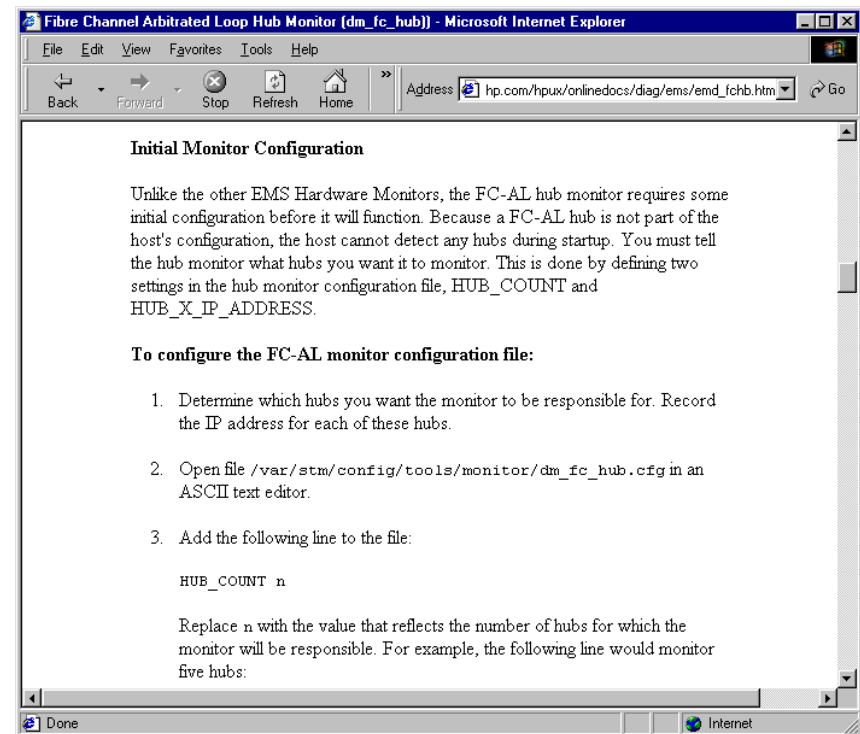 Fibre Channel Arbitrated Loop Hub Monitor (dm_fc_hub)) - Microsoft Internet Explorer
File Edit View Favorites Tools Help
Back Forward Stop Refresh Home » Address hp.com/hpux/onlinedocs/diag/ems/emd_fchb.htm Go
Initial Monitor Configuration
Unlike the other EMS Hardware Monitors, the FC-AL hub monitor requires some
initial configuration before it will function. Because a FC-AL hub is not part of the
host's configuration, the host cannot detect any hubs during startup. You must tell
the hub monitor what hubs you want it to monitor. This is done by defining two
settings in the hub monitor configuration file, HUB_COUNT and
HUB_X_IP_ADDRESS.
To configure the FC-AL monitor configuration file:
1. Determine which hubs you want the monitor to be responsible for. Record
the IP address for each of these hubs.
2. Open file /var/stm/config/tools/monitor/dm_fc_hub.cfg in an
ASCII text editor.
3. Add the following line to the file:
HUB_COUNT n
Replace n with the value that reflects the number of hubs for which the
monitor will be responsible. For example, the following line would monitor
five hubs:
Done Internet